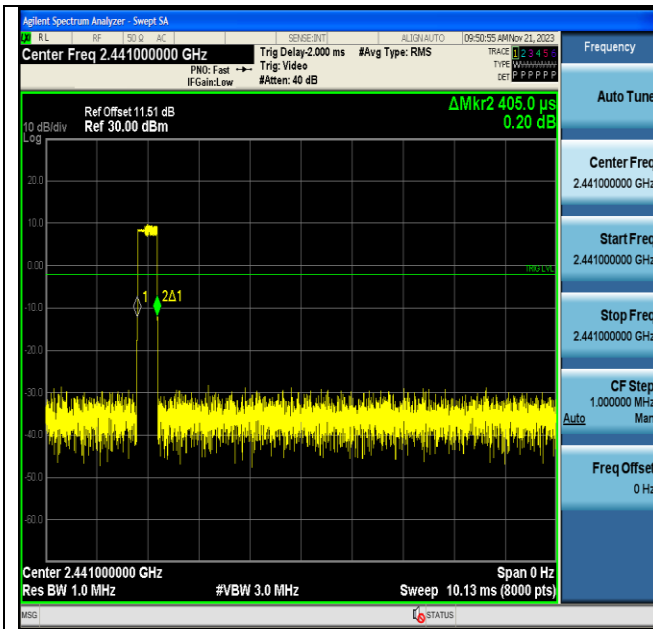 Agilent Spectrum Analyzer - Swept SA
RL RF 50 Ω AC SENSE:INT ALIGN AUTO 09:50:55 AM Nov 21, 2023
Center Freq 2.441000000 GHz
PNO: Fast
IFGain:Low
Trig Delay-2.000 ms
Trig: Video
#Atten: 40 dB
#Avg Type: RMS
TRACE 1 2 3 4 5 6
TYPE WWWWWW
DET P P P P P P
Frequency
Auto Tune
Center Freq
2.441000000 GHz
Start Freq
2.441000000 GHz
Stop Freq
2.441000000 GHz
CF Step
1.000000 MHz
Auto Man
Freq Offset
0 Hz
ΔMkr2 405.0 µs
0.20 dB
Ref Offset 11.51 dB
10 dB/div Ref 30.00 dBm
Log
20.0
10.0
0.00
TRIG LVL
1 2Δ1
-10.0
-20.0
-30.0
-40.0
-50.0
-60.0
Center 2.441000000 GHz Span 0 Hz
Res BW 1.0 MHz #VBW 3.0 MHz Sweep 10.13 ms (8000 pts)
MSG STATUS